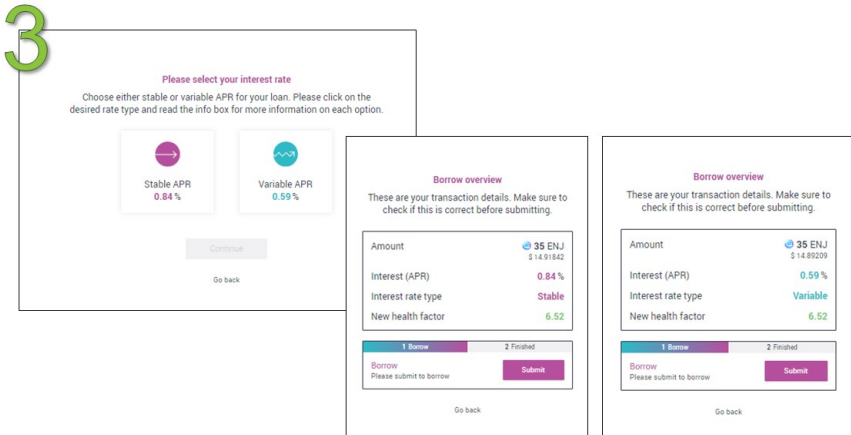 3
Please select your interest rate
Choose either stable or variable APR for your loan. Please click on the
desired rate type and read the info box for more information on each option.
Stable APR
0.84 %
Variable APR
0.59 %
Continue
Go back
Borrow overview
These are your transaction details. Make sure to
check if this is correct before submitting.
Amount 35 ENJ
$ 14.91842
Interest (APR) 0.84 %
Interest rate type Stable
New health factor 6.52
1 Borrow 2 Finished
Borrow
Please submit to borrow
Submit
Go back
Borrow overview
These are your transaction details. Make sure to
check if this is correct before submitting.
Amount 35 ENJ
$ 14.89209
Interest (APR) 0.59 %
Interest rate type Variable
New health factor 6.52
1 Borrow 2 Finished
Borrow
Please submit to borrow
Submit
Go back